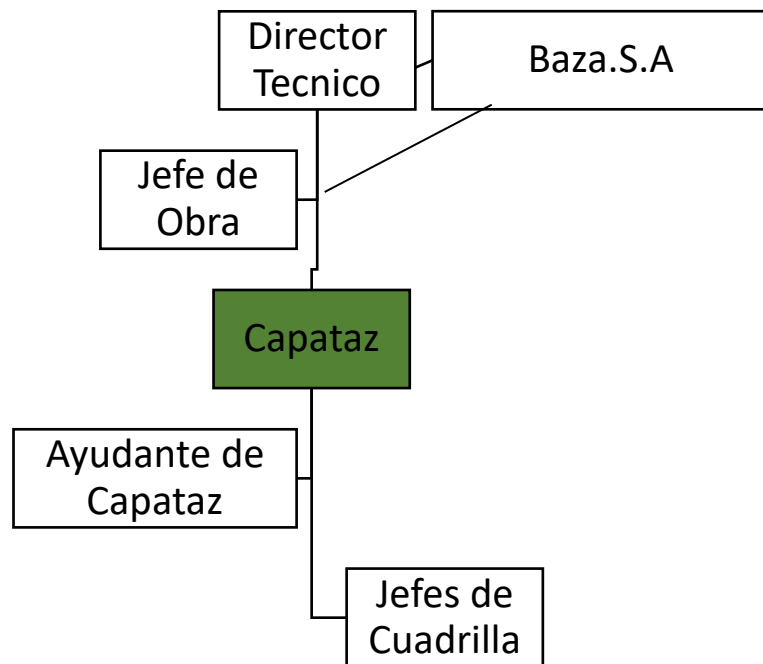 Director
Tecnico
Baza.S.A
Jefe de
Obra
Capataz
Ayudante de
Capataz
Jefes de
Cuadrilla